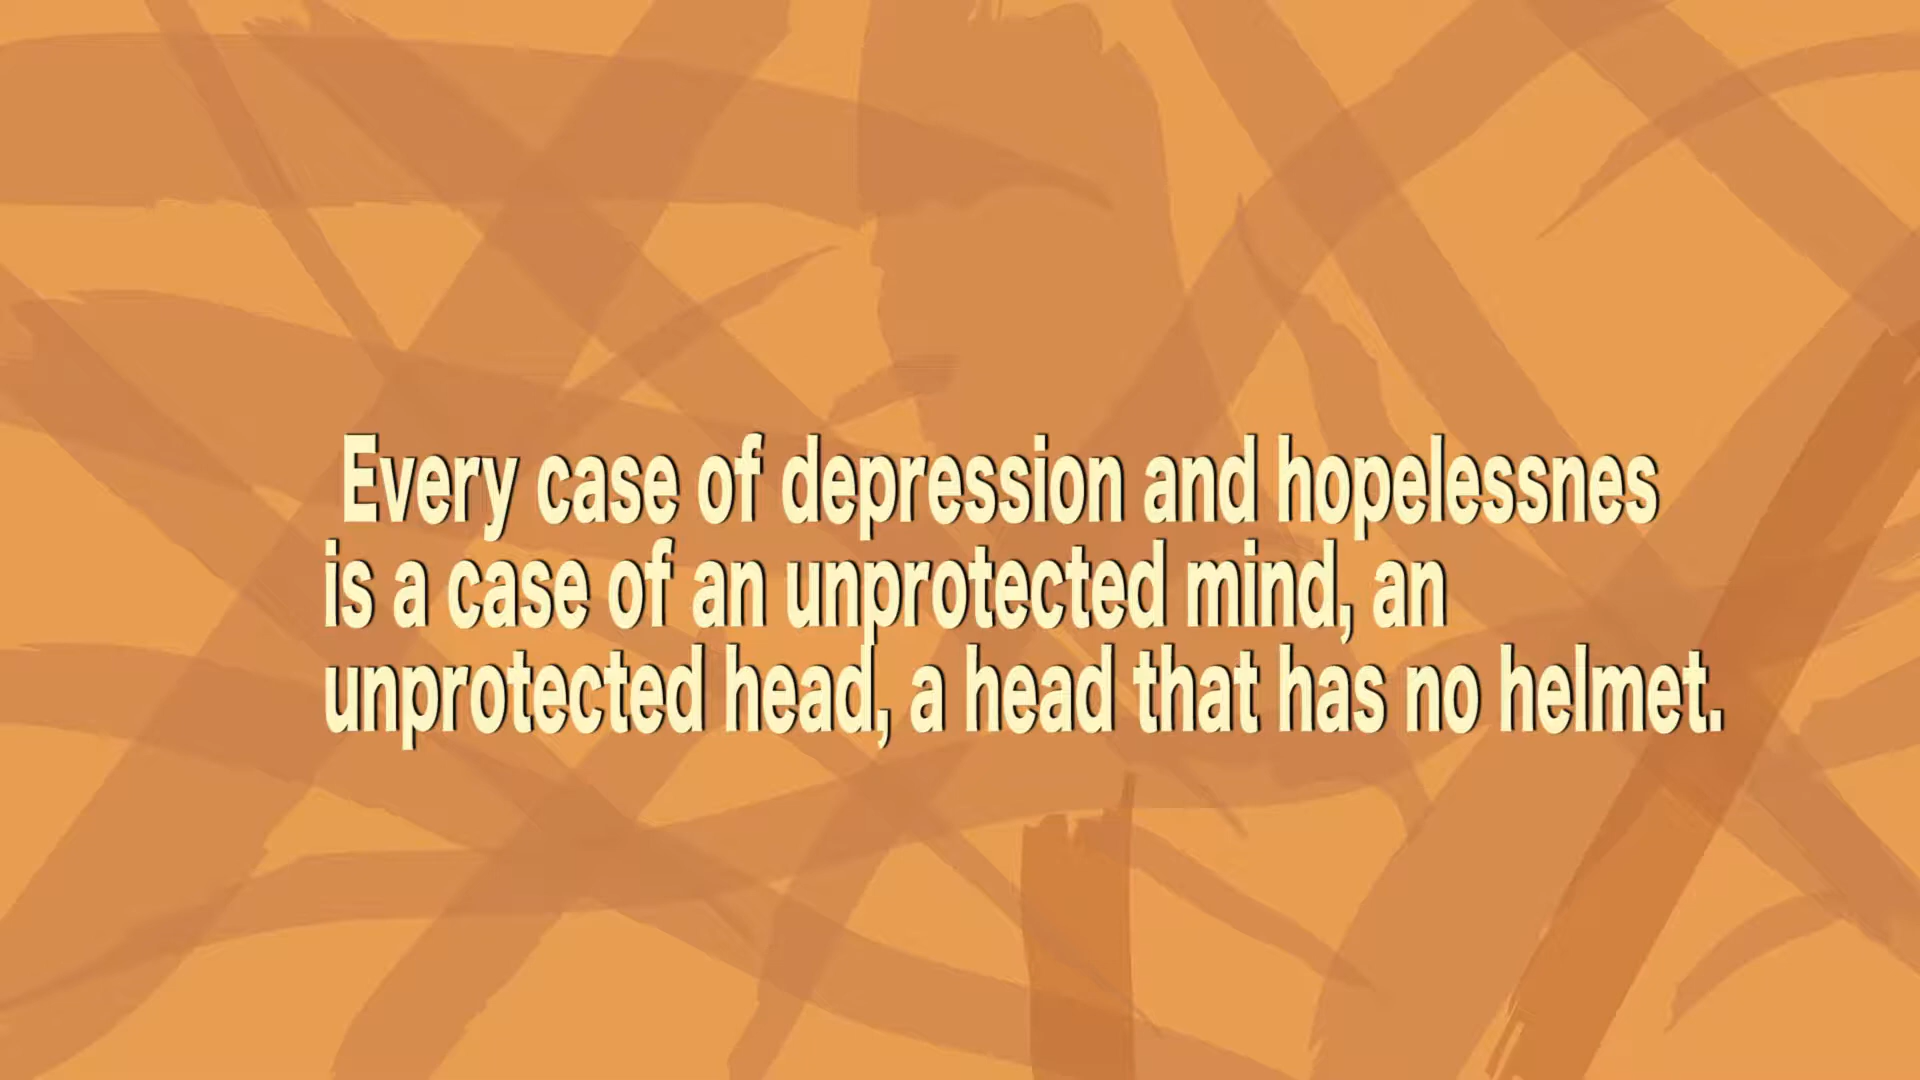 Every case of depression and hopelessnes
is a case of an unprotected mind, an
unprotected head, a head that has no helmet.